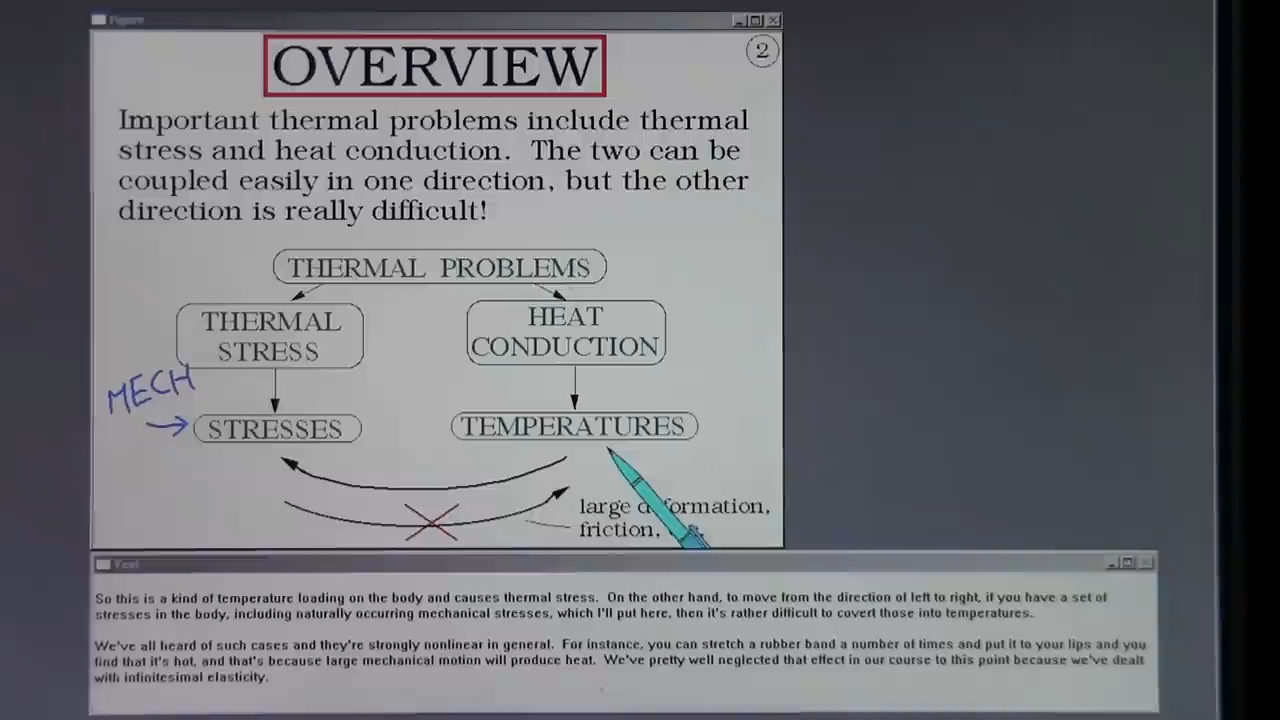 Figure
OVERVIEW
2
Important thermal problems include thermal
stress and heat conduction. The two can be
coupled easily in one direction, but the other
direction is really difficult!
THERMAL PROBLEMS
THERMAL
STRESS
HEAT
CONDUCTION
MECH
STRESSES
TEMPERATURES
large formation,
friction,
Text
So this is a kind of temperature loading on the body and causes thermal stress. On the other hand, to move from the direction of left to right, if you have a set of
stresses in the body, including naturally occurring mechanical stresses, which I'll put here, then it's rather difficult to covert those into temperatures.
We've all heard of such cases and they're strongly nonlinear in general. For instance, you can stretch a rubber band a number of times and put it to your lips and you
find that it's hot, and that's because large mechanical motion will produce heat. We've pretty well neglected that effect in our course to this point because we've dealt
with infinitesimal elasticity.